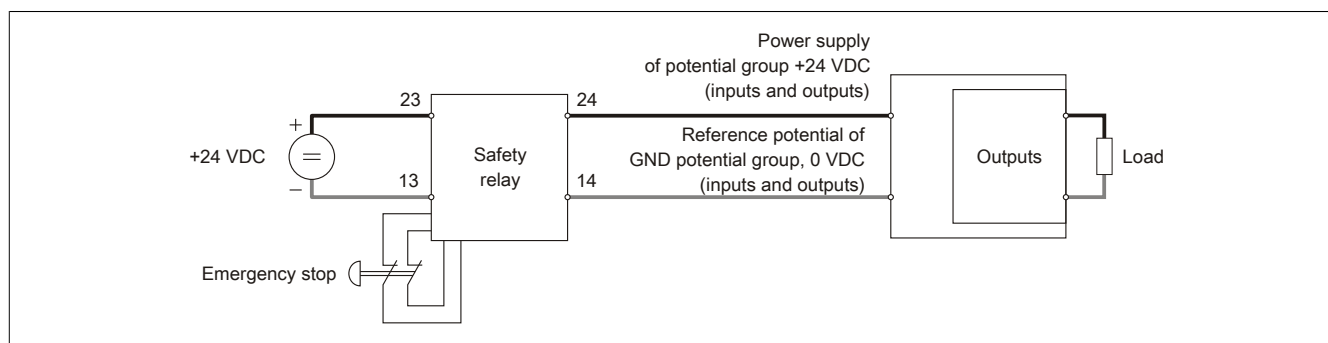 Power supply
of potential group +24 VDC
(inputs and outputs)
23
24
+
+24 VDC
=
−
Safety
relay
Reference potential of
GND potential group, 0 VDC
(inputs and outputs)
Outputs
Load
13
14
Emergency stop